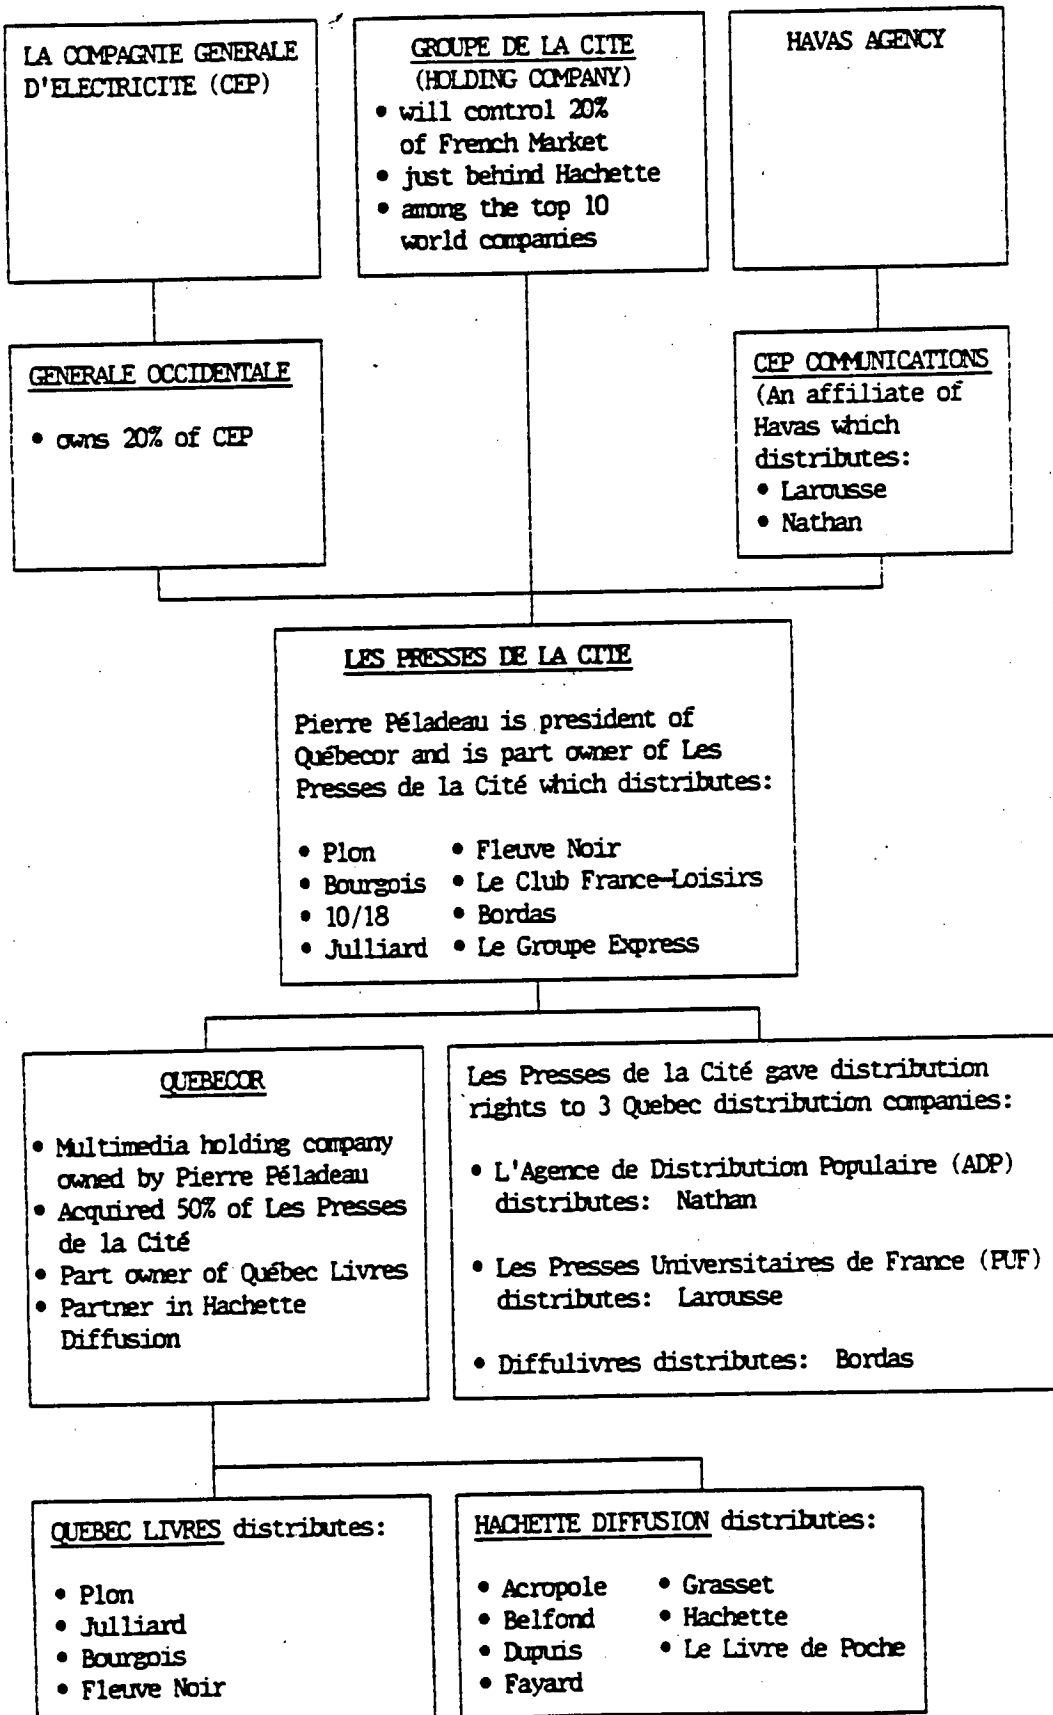 LA COMPAGNIE GENERALE
D'ELECTRICITE (CEP)
GROUPE DE LA CITE
(HOLDING COMPANY)
• will control 20%
of French Market
• just behind Hachette
• among the top 10
world companies
HAVAS AGENCY
GENERALE OCCIDENTALE
• owns 20% of CEP
CEP COMMUNICATIONS
(An affiliate of
Havas which
distributes:
• Larousse
• Nathan
LES PRESSES DE LA CITE
Pierre Péladeau is president of
Québecor and is part owner of Les
Presses de la Cité which distributes:
• Plon
• Bourgois
• 10/18
• Julliard
• Fleuve Noir
• Le Club France-Loisirs
• Bordas
• Le Groupe Express
QUEBECOR
• Multimedia holding company
owned by Pierre Péladeau
• Acquired 50% of Les Presses
de la Cité
• Part owner of Québec Livres
• Partner in Hachette
Diffusion
Les Presses de la Cité gave distribution
rights to 3 Quebec distribution companies:
• L'Agence de Distribution Populaire (ADP)
distributes: Nathan
• Les Presses Universitaires de France (PUF)
distributes: Larousse
• Diffulivres distributes: Bordas
QUEBEC LIVRES distributes:
• Plon
• Julliard
• Bourgois
• Fleuve Noir
HACHETTE DIFFUSION distributes:
• Acropole
• Belfond
• Dupuis
• Fayard
• Grasset
• Hachette
• Le Livre de Poche